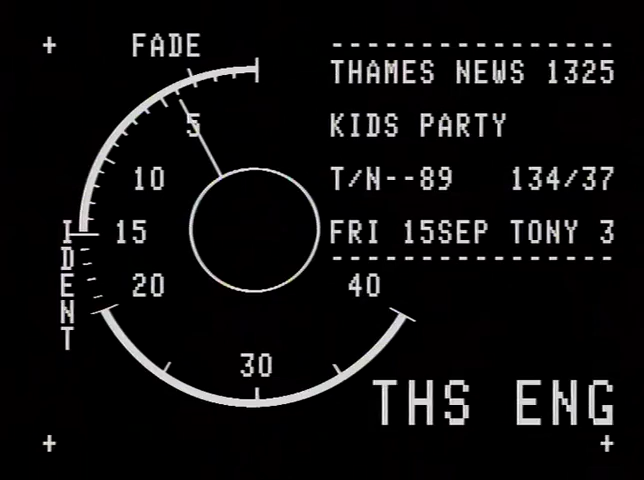 FADE
THAMES NEWS 1325
KIDS PARTY
T/N--89 134/37
FRI 15SEP TONY 3
5
10
15
20
30
40
IDENT
THS ENG